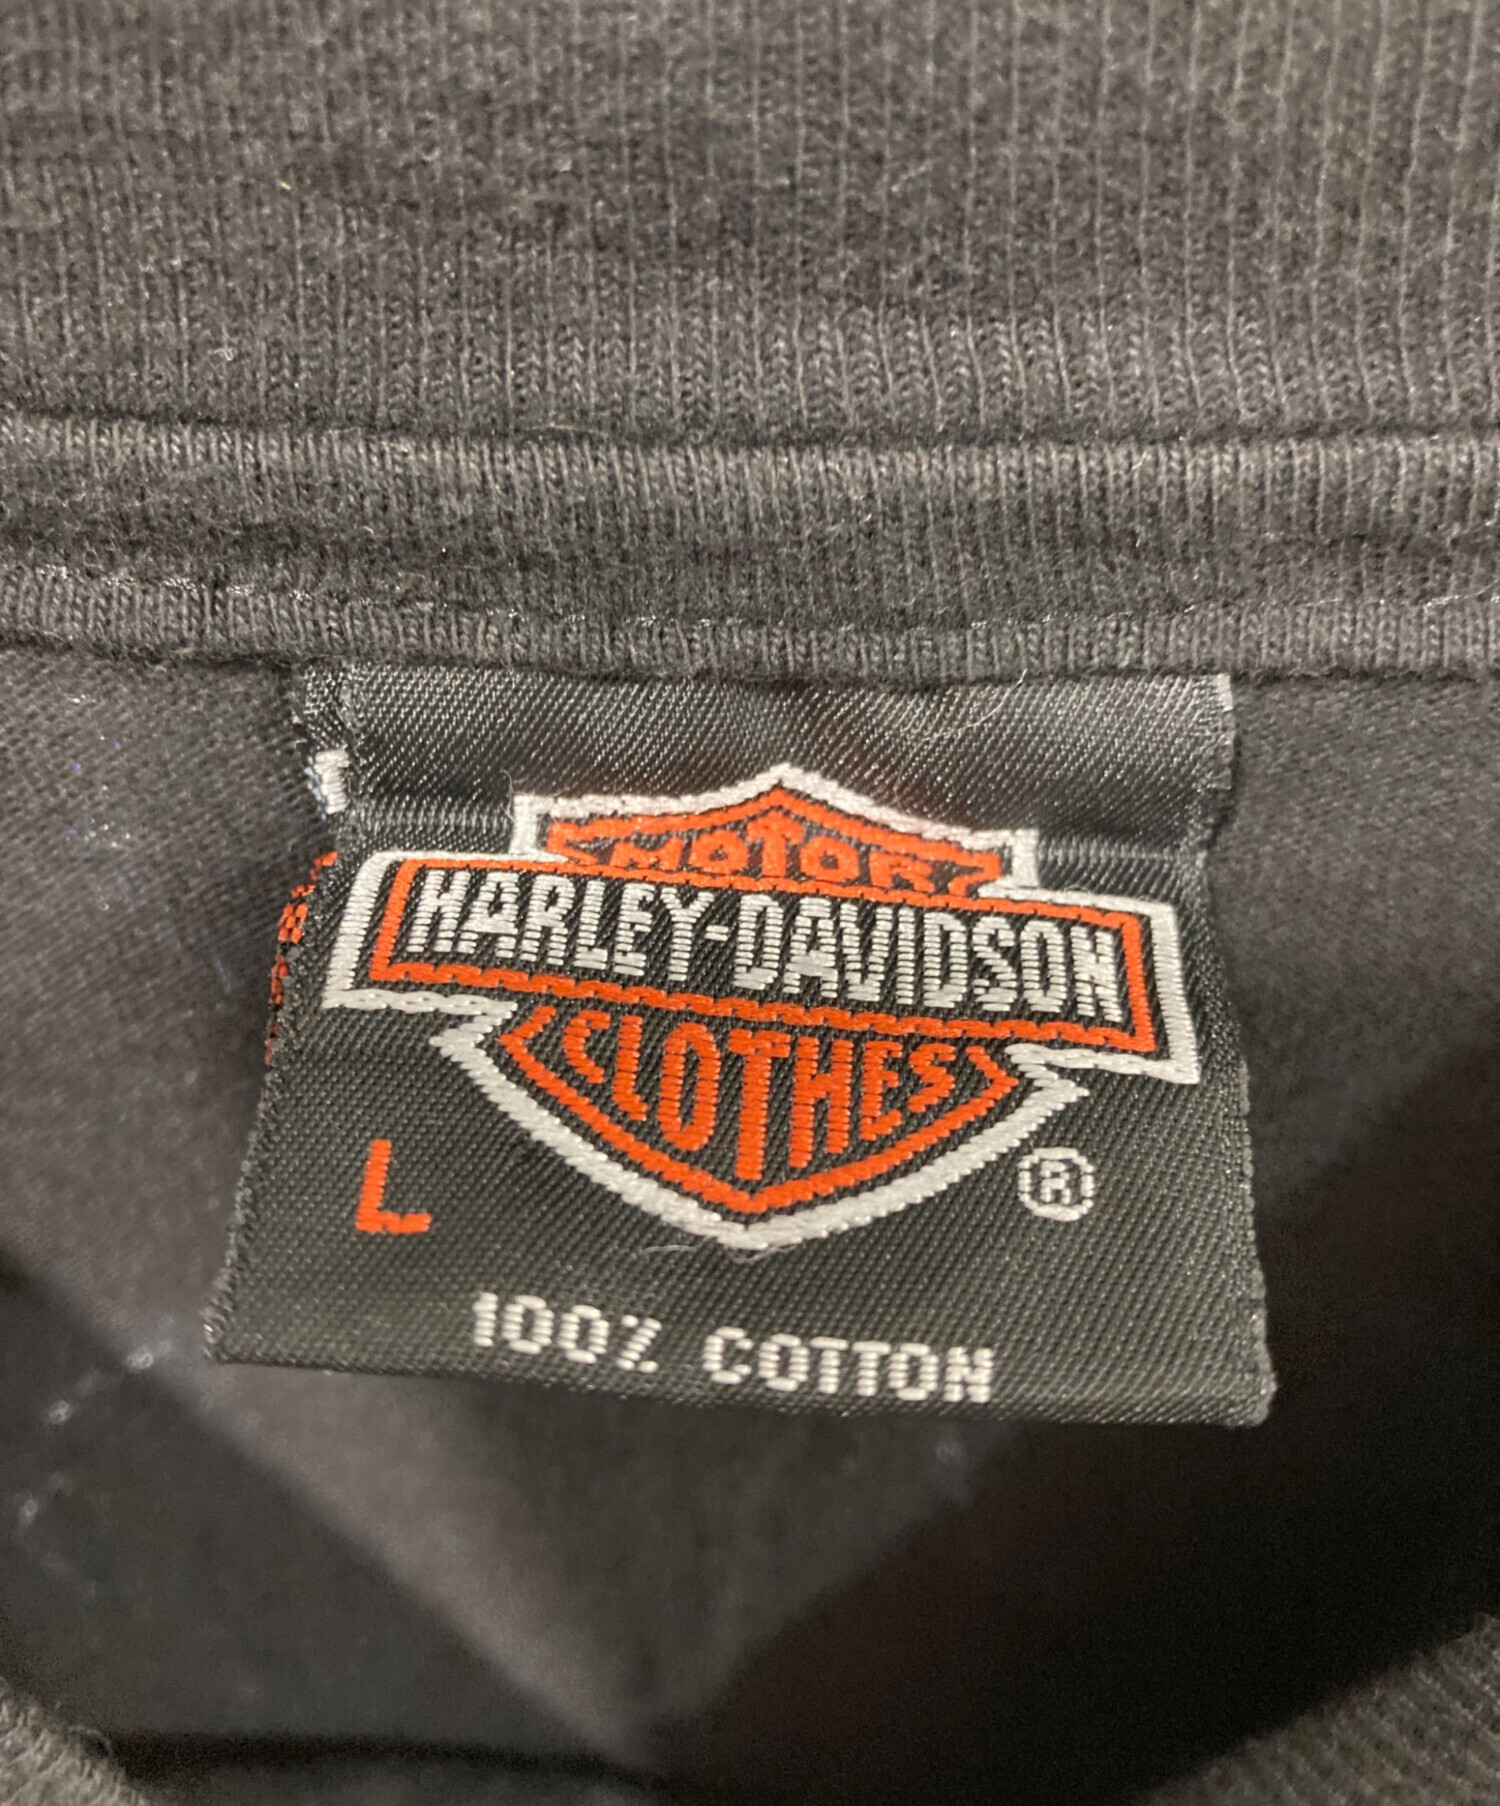 MOTOR
HARLEY-DAVIDSON
CLOTHES
L
®
100% COTTON